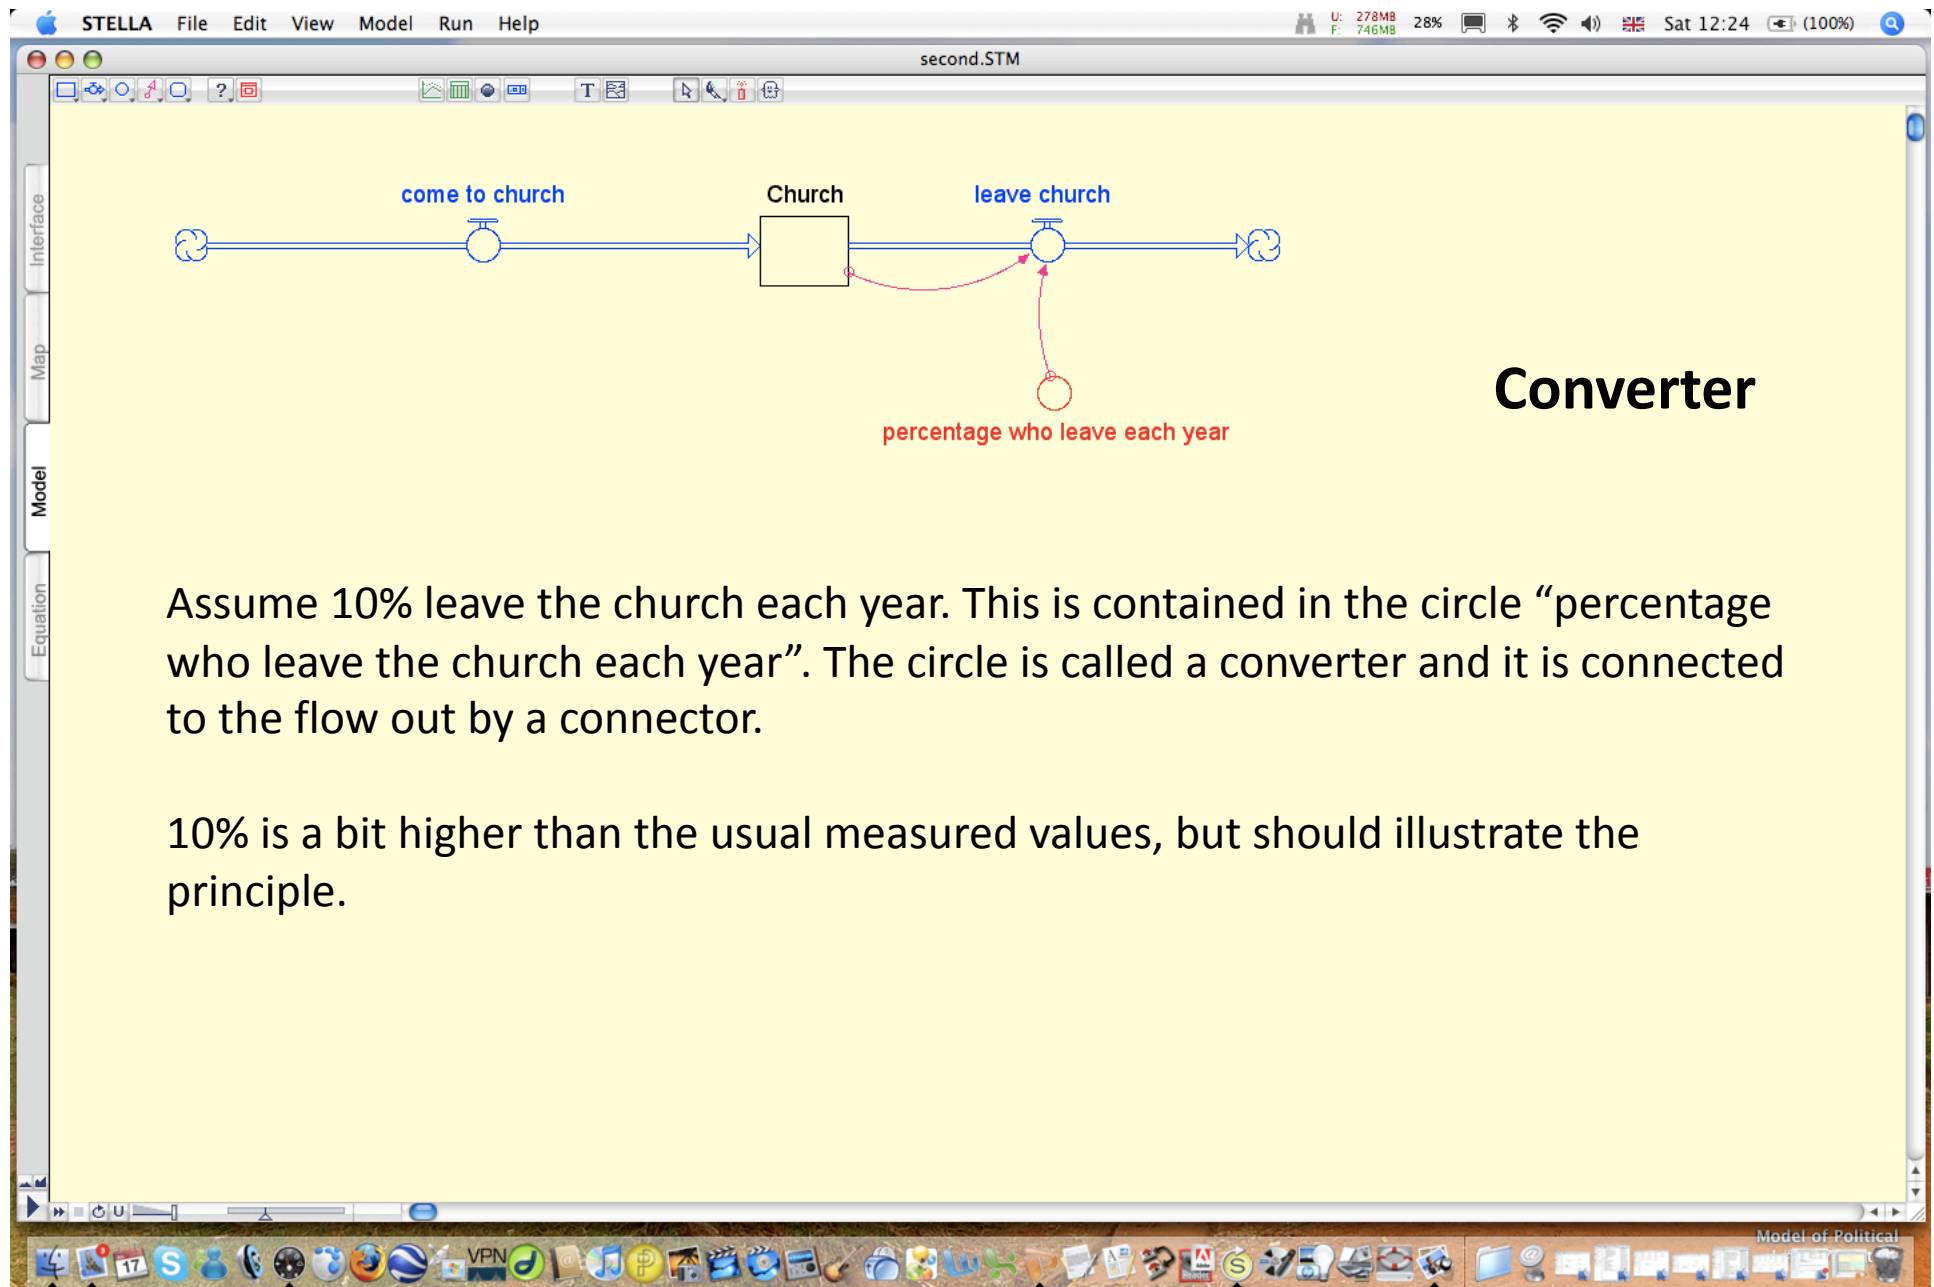 STELLA File Edit View Model Run Help U: 278MB F: 746MB 28% Sat 12:24 (100%)
second.STM
Interface
Map
Model
Equation
come to church
Church
leave church
percentage who leave each year
Converter
Assume 10% leave the church each year. This is contained in the circle “percentage
who leave the church each year”. The circle is called a converter and it is connected
to the flow out by a connector.
10% is a bit higher than the usual measured values, but should illustrate the
principle.
U
Model of Political
17
VPN